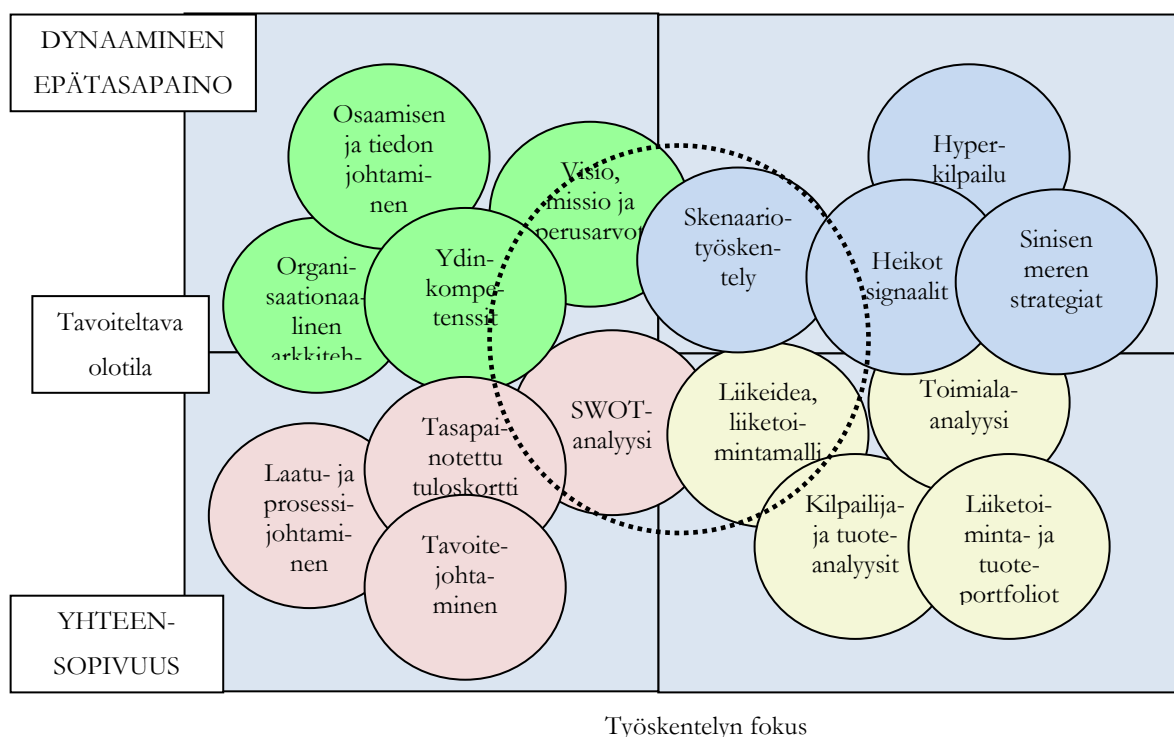 DYNAAMINEN
EPÄTASAPAINO
Osaamisen
ja tiedon
johtami-
nen
Visio,
missio ja
perusarvot
Skenaario-
työsken-
tely
Hyper-
kilpailu
Heikot
signaalit
Sinisen
meren
strategiat
Organi-
saationaa-
linen
arkkiteh-
Ydin-
kompe-
tenssit
Tavoiteltava
olotila
SWOT-
analyysi
Liikeidea,
liiketoi-
mintamalli
Toimiala-
analyysi
Tasapai-
notettu
tuloskortti
Laatu- ja
prosessi-
johtami-
nen
Tavoite-
johta-
minen
Kilpailija-
ja tuote-
analyysit
Liiketoi-
minta- ja
tuote-
portfoliot
YHTEEN-
SOPIVUUS
Työskentelyn fokus